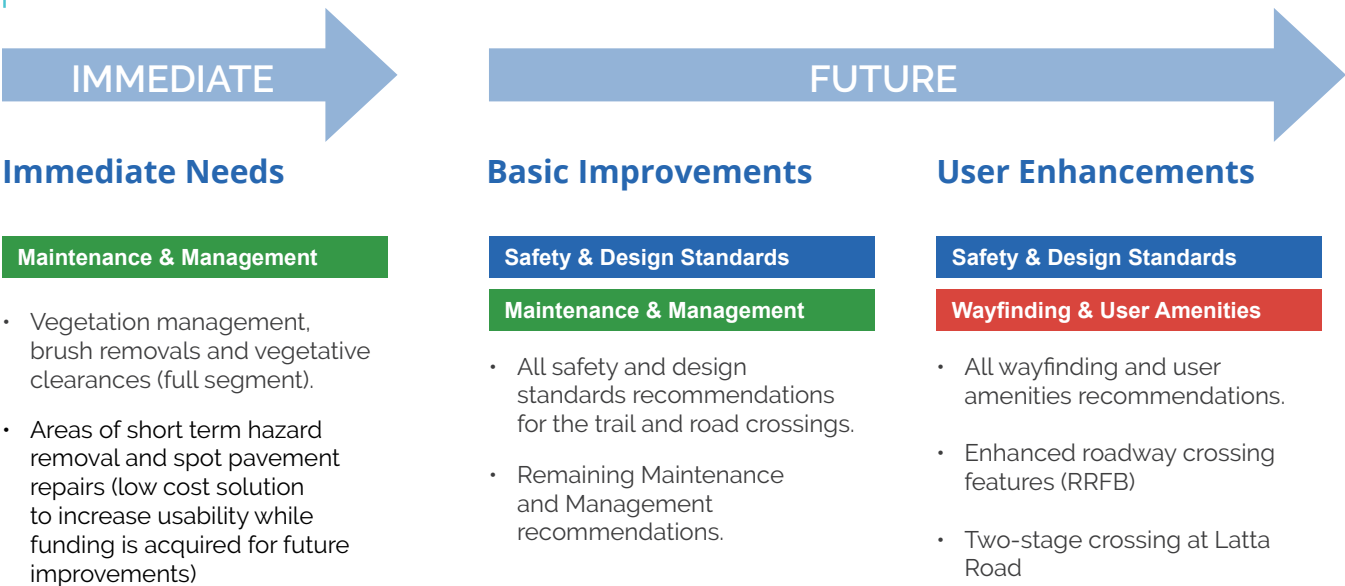 IMMEDIATE
FUTURE
Immediate Needs
Maintenance & Management
• Vegetation management,
brush removals and vegetative
clearances (full segment).
• Areas of short term hazard
removal and spot pavement
repairs (low cost solution
to increase usability while
funding is acquired for future
improvements)
Basic Improvements
Safety & Design Standards
Maintenance & Management
• All safety and design
standards recommendations
for the trail and road crossings.
• Remaining Maintenance
and Management
recommendations.
User Enhancements
Safety & Design Standards
Wayfinding & User Amenities
• All wayfinding and user
amenities recommendations.
• Enhanced roadway crossing
features (RRFB)
• Two-stage crossing at Latta
Road